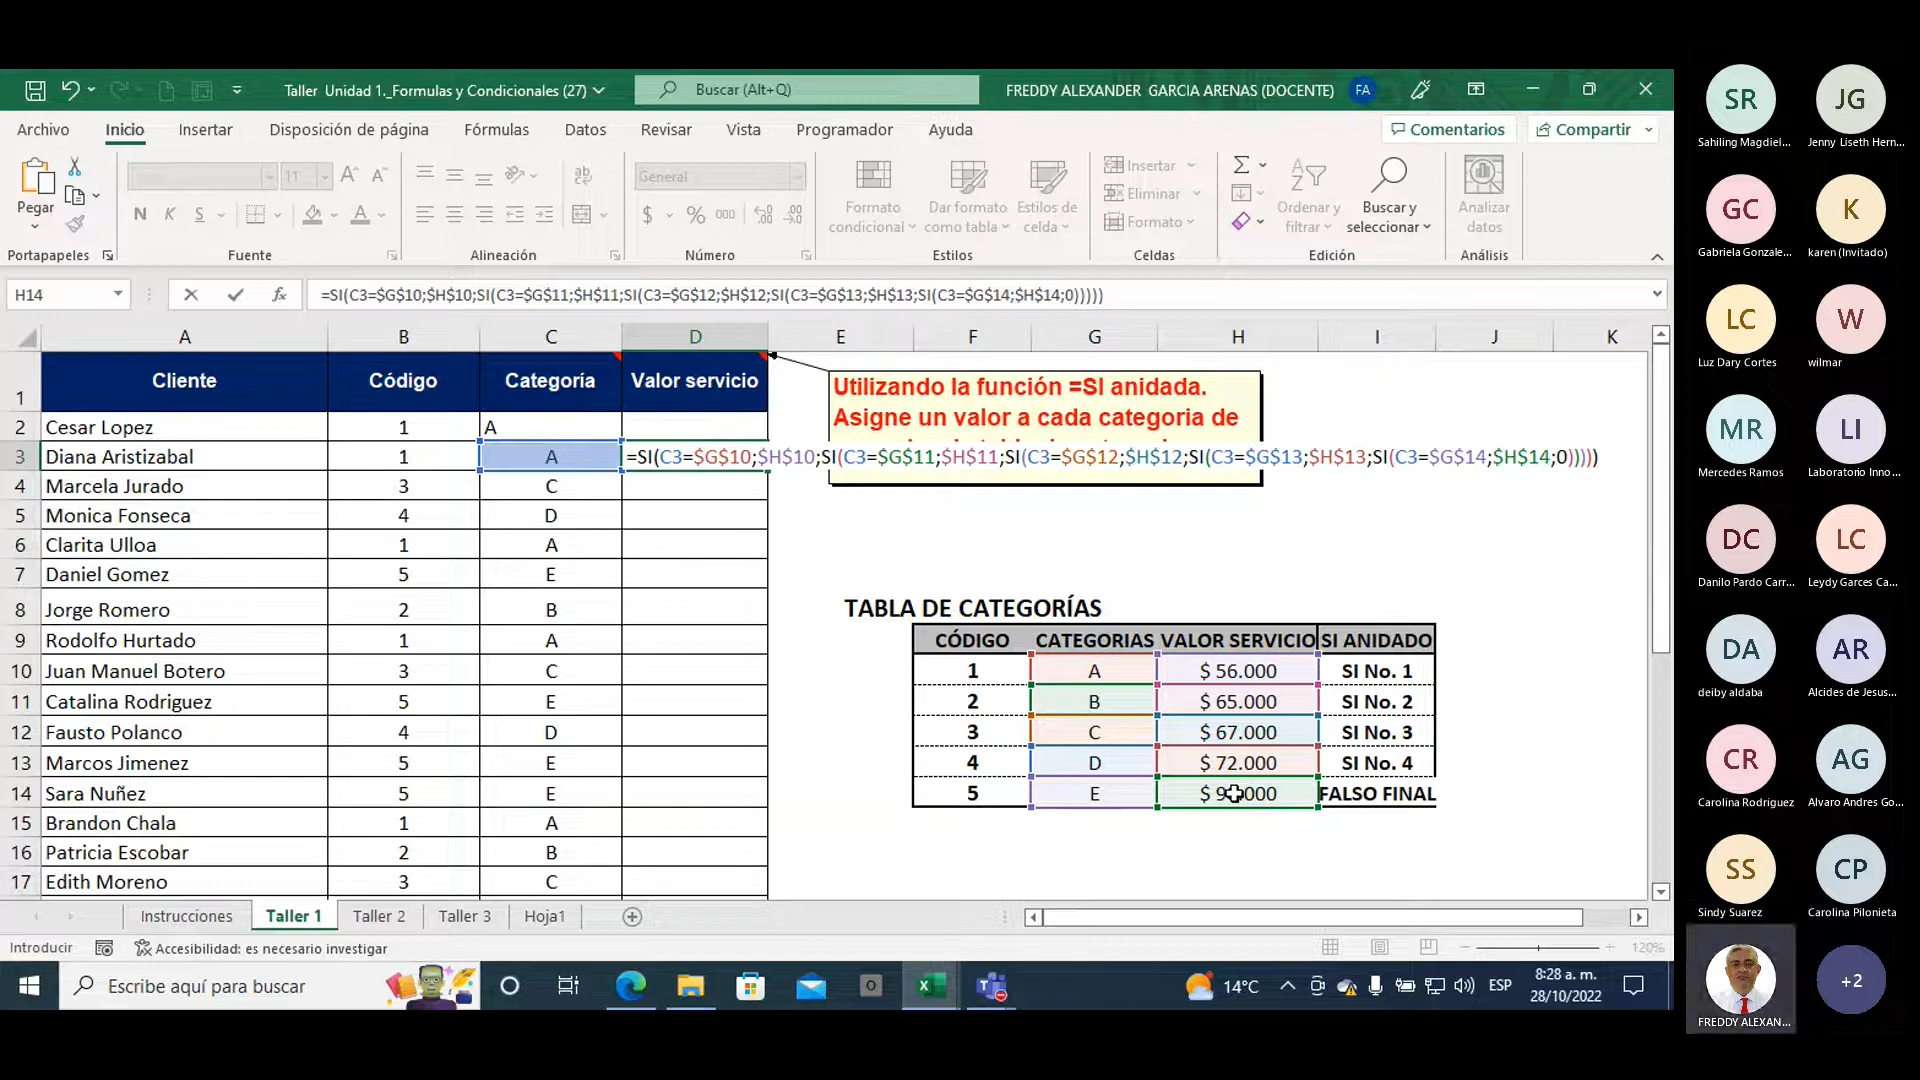 Taller Unidad 1._Formulas y Condicionales (27)
Buscar (Alt+Q)
FREDDY ALEXANDER GARCIA ARENAS (DOCENTE)
FA
Archivo Inicio Insertar Disposición de página Fórmulas Datos Revisar Vista Programador Ayuda
Comentarios Compartir
Pegar
11
General
N K S
$ % 000
Formato condicional
Dar formato como tabla
Estilos de celda
Insertar
Eliminar
Formato
Ordenar y filtrar
Buscar y seleccionar
Analizar datos
Portapapeles Fuente Alineación Número Estilos Celdas Edición Análisis
H14
fx
=SI(C3=$G$10;$H$10;SI(C3=$G$11;$H$11;SI(C3=$G$12;$H$12;SI(C3=$G$13;$H$13;SI(C3=$G$14;$H$14;0)))))
A B C D E F G H I J K
1 Cliente Código Categoría Valor servicio
2 Cesar Lopez 1 A
3 Diana Aristizabal 1 A =SI(C3=$G$10;$H$10;SI(C3=$G$11;$H$11;SI(C3=$G$12;$H$12;SI(C3=$G$13;$H$13;SI(C3=$G$14;$H$14;0)))))
4 Marcela Jurado 3 C
5 Monica Fonseca 4 D
6 Clarita Ulloa 1 A
7 Daniel Gomez 5 E
8 Jorge Romero 2 B
9 Rodolfo Hurtado 1 A
10 Juan Manuel Botero 3 C
11 Catalina Rodriguez 5 E
12 Fausto Polanco 4 D
13 Marcos Jimenez 5 E
14 Sara Nuñez 5 E
15 Brandon Chala 1 A
16 Patricia Escobar 2 B
17 Edith Moreno 3 C
Utilizando la función =SI anidada.
Asigne un valor a cada categoria de
TABLA DE CATEGORÍAS
CÓDIGO CATEGORIAS VALOR SERVICIO SI ANIDADO
1 A $ 56.000 SI No. 1
2 B $ 65.000 SI No. 2
3 C $ 67.000 SI No. 3
4 D $ 72.000 SI No. 4
5 E FALSO FINAL
Instrucciones Taller 1 Taller 2 Taller 3 Hoja1
Introducir
Accesibilidad: es necesario investigar
120%
Escribe aquí para buscar
14°C
ESP
8:28 a. m.
28/10/2022
SR JG
Sahiling Magdiel... Jenny Liseth Hern...
GC K
Gabriela Gonzale... karen (Invitado)
LC W
Luz Dary Cortes wilmar
MR LI
Mercedes Ramos Laboratorio Inno...
DC LC
Danilo Pardo Carr... Leydy Garces Ca...
DA AR
deiby aldaba Alcides de Jesus...
CR AG
Carolina Rodriguez Alvaro Andres Go...
SS CP
Sindy Suarez Carolina Pilonieta
+2
FREDDY ALEXAN...